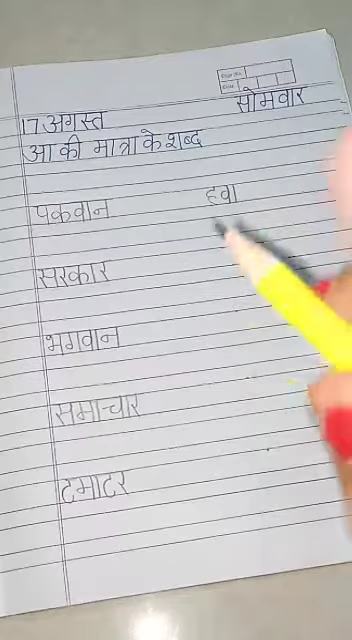 सोमवार
17 अगस्त
आ की मात्रा के शब्द
पकवान हवा
सरकार
भगवान
समाचार
टमाटर